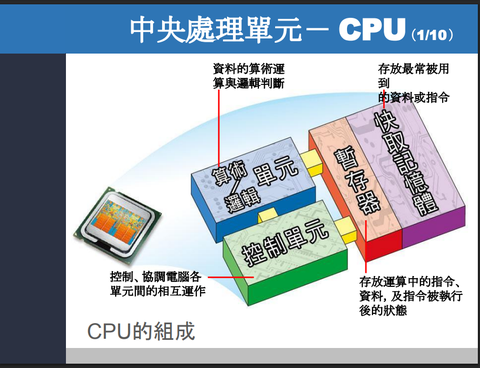 中央處理單元－ CPU（1/10）
資料的算術運
算與邏輯判斷
存放最常被用
到
的資料或指令
算術
／
邏輯
單元
控制單元
暫存器
快取記憶體
控制、協調電腦各
單元間的相互運作
存放運算中的指令、
資料，及指令被執行
後的狀態
CPU的組成